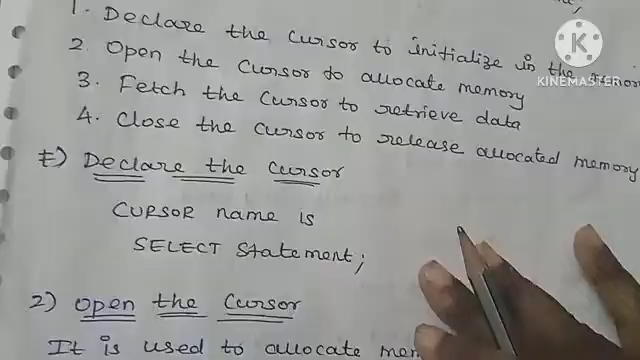 1. Declare the cursor to initialize in the memory
2. Open the cursor to allocate memory
3. Fetch the cursor to retrieve data
4. Close the cursor to release allocated memory
1) Declare the cursor
CURSOR name is
SELECT statement;
2) open the cursor
It is used to allocate mem
KINEMASTER